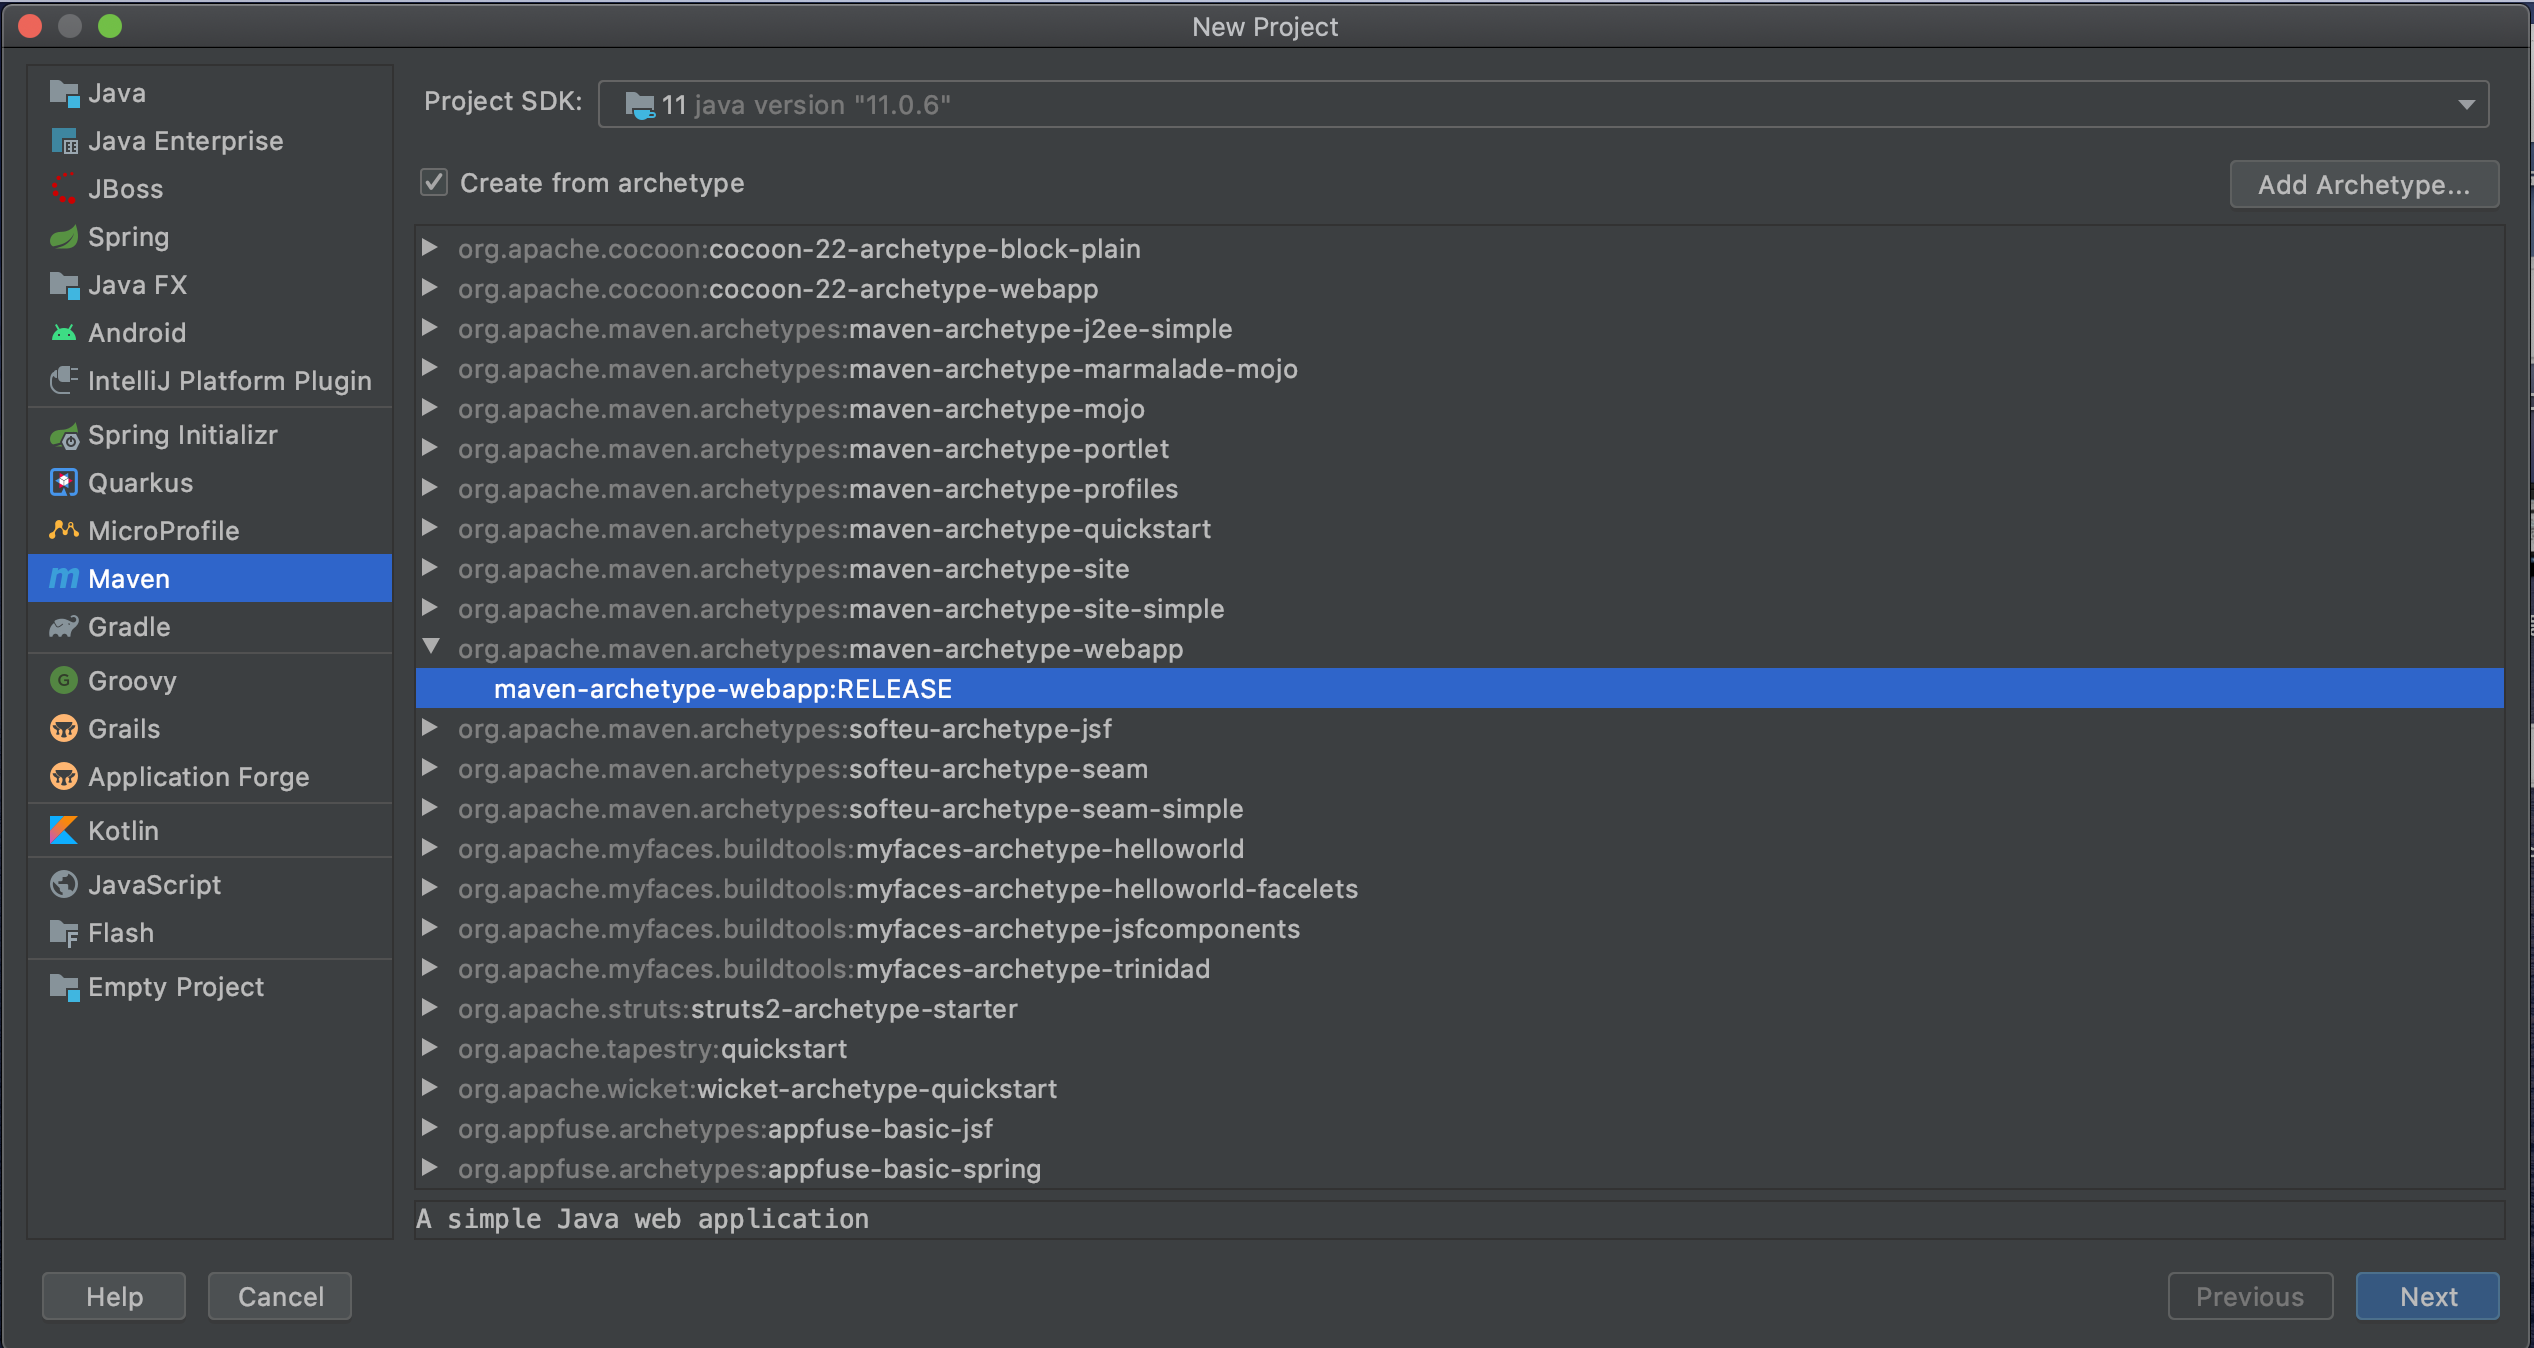 New Project
Java
Java Enterprise
JBoss
Spring
Java FX
Android
IntelliJ Platform Plugin
Spring Initializr
Quarkus
MicroProfile
Maven
Gradle
Groovy
Grails
Application Forge
Kotlin
JavaScript
Flash
Empty Project
Project SDK: 11 java version "11.0.6"
Create from archetype
Add Archetype...
org.apache.cocoon:cocoon-22-archetype-block-plain
org.apache.cocoon:cocoon-22-archetype-webapp
org.apache.maven.archetypes:maven-archetype-j2ee-simple
org.apache.maven.archetypes:maven-archetype-marmalade-mojo
org.apache.maven.archetypes:maven-archetype-mojo
org.apache.maven.archetypes:maven-archetype-portlet
org.apache.maven.archetypes:maven-archetype-profiles
org.apache.maven.archetypes:maven-archetype-quickstart
org.apache.maven.archetypes:maven-archetype-site
org.apache.maven.archetypes:maven-archetype-site-simple
org.apache.maven.archetypes:maven-archetype-webapp
maven-archetype-webapp:RELEASE
org.apache.maven.archetypes:softeu-archetype-jsf
org.apache.maven.archetypes:softeu-archetype-seam
org.apache.maven.archetypes:softeu-archetype-seam-simple
org.apache.myfaces.buildtools:myfaces-archetype-helloworld
org.apache.myfaces.buildtools:myfaces-archetype-helloworld-facelets
org.apache.myfaces.buildtools:myfaces-archetype-jsfcomponents
org.apache.myfaces.buildtools:myfaces-archetype-trinidad
org.apache.struts:struts2-archetype-starter
org.apache.tapestry:quickstart
org.apache.wicket:wicket-archetype-quickstart
org.appfuse.archetypes:appfuse-basic-jsf
org.appfuse.archetypes:appfuse-basic-spring
A simple Java web application
Help
Cancel
Previous
Next